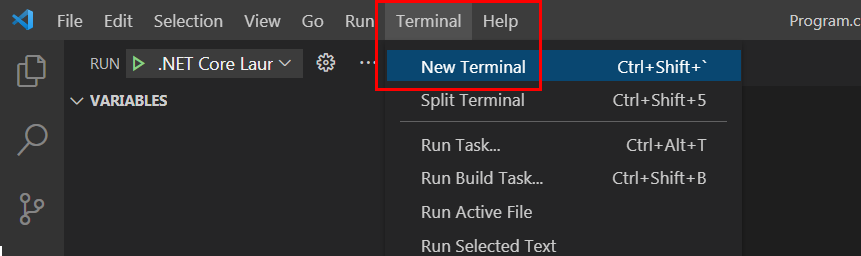 File Edit Selection View Go Run Terminal Help Program.c
RUN .NET Core Laur
VARIABLES
New Terminal Ctrl+Shift+`
Split Terminal Ctrl+Shift+5
Run Task... Ctrl+Alt+T
Run Build Task... Ctrl+Shift+B
Run Active File
Run Selected Text